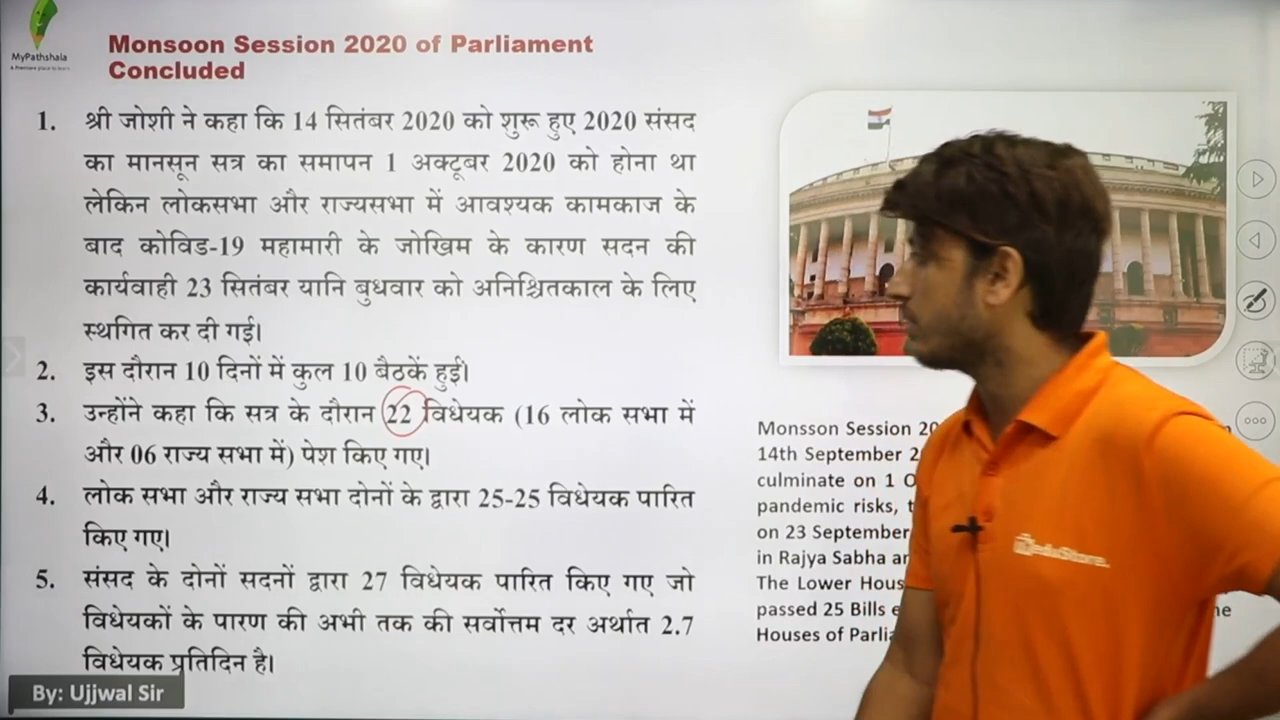 MyPathshala
Monsoon Session 2020 of Parliament
Concluded
1. श्री जोशी ने कहा कि 14 सितंबर 2020 को शुरू हुए 2020 संसद
का मानसून सत्र का समापन 1 अक्टूबर 2020 को होना था
लेकिन लोकसभा और राज्यसभा में आवश्यक कामकाज के
बाद कोविड-19 महामारी के जोखिम के कारण सदन की
कार्यवाही 23 सितंबर यानि बुधवार को अनिश्चितकाल के लिए
स्थगित कर दी गई।
2. इस दौरान 10 दिनों में कुल 10 बैठकें हुईं।
3. उन्होंने कहा कि सत्र के दौरान 22 विधेयक (16 लोक सभा में
और 06 राज्य सभा में) पेश किए गए।
4. लोक सभा और राज्य सभा दोनों के द्वारा 25-25 विधेयक पारित
किए गए।
5. संसद के दोनों सदनों द्वारा 27 विधेयक पारित किए गए जो
विधेयकों के पारण की अभी तक की सर्वोत्तम दर अर्थात 2.7
विधेयक प्रतिदिन है।
Monsson Session
14th September
culminate on 1
pandemic risks,
on 23 September
in Rajya Sabha
The Lower
passed 25 Bills
Houses of
eduStore
By: Ujjwal Sir